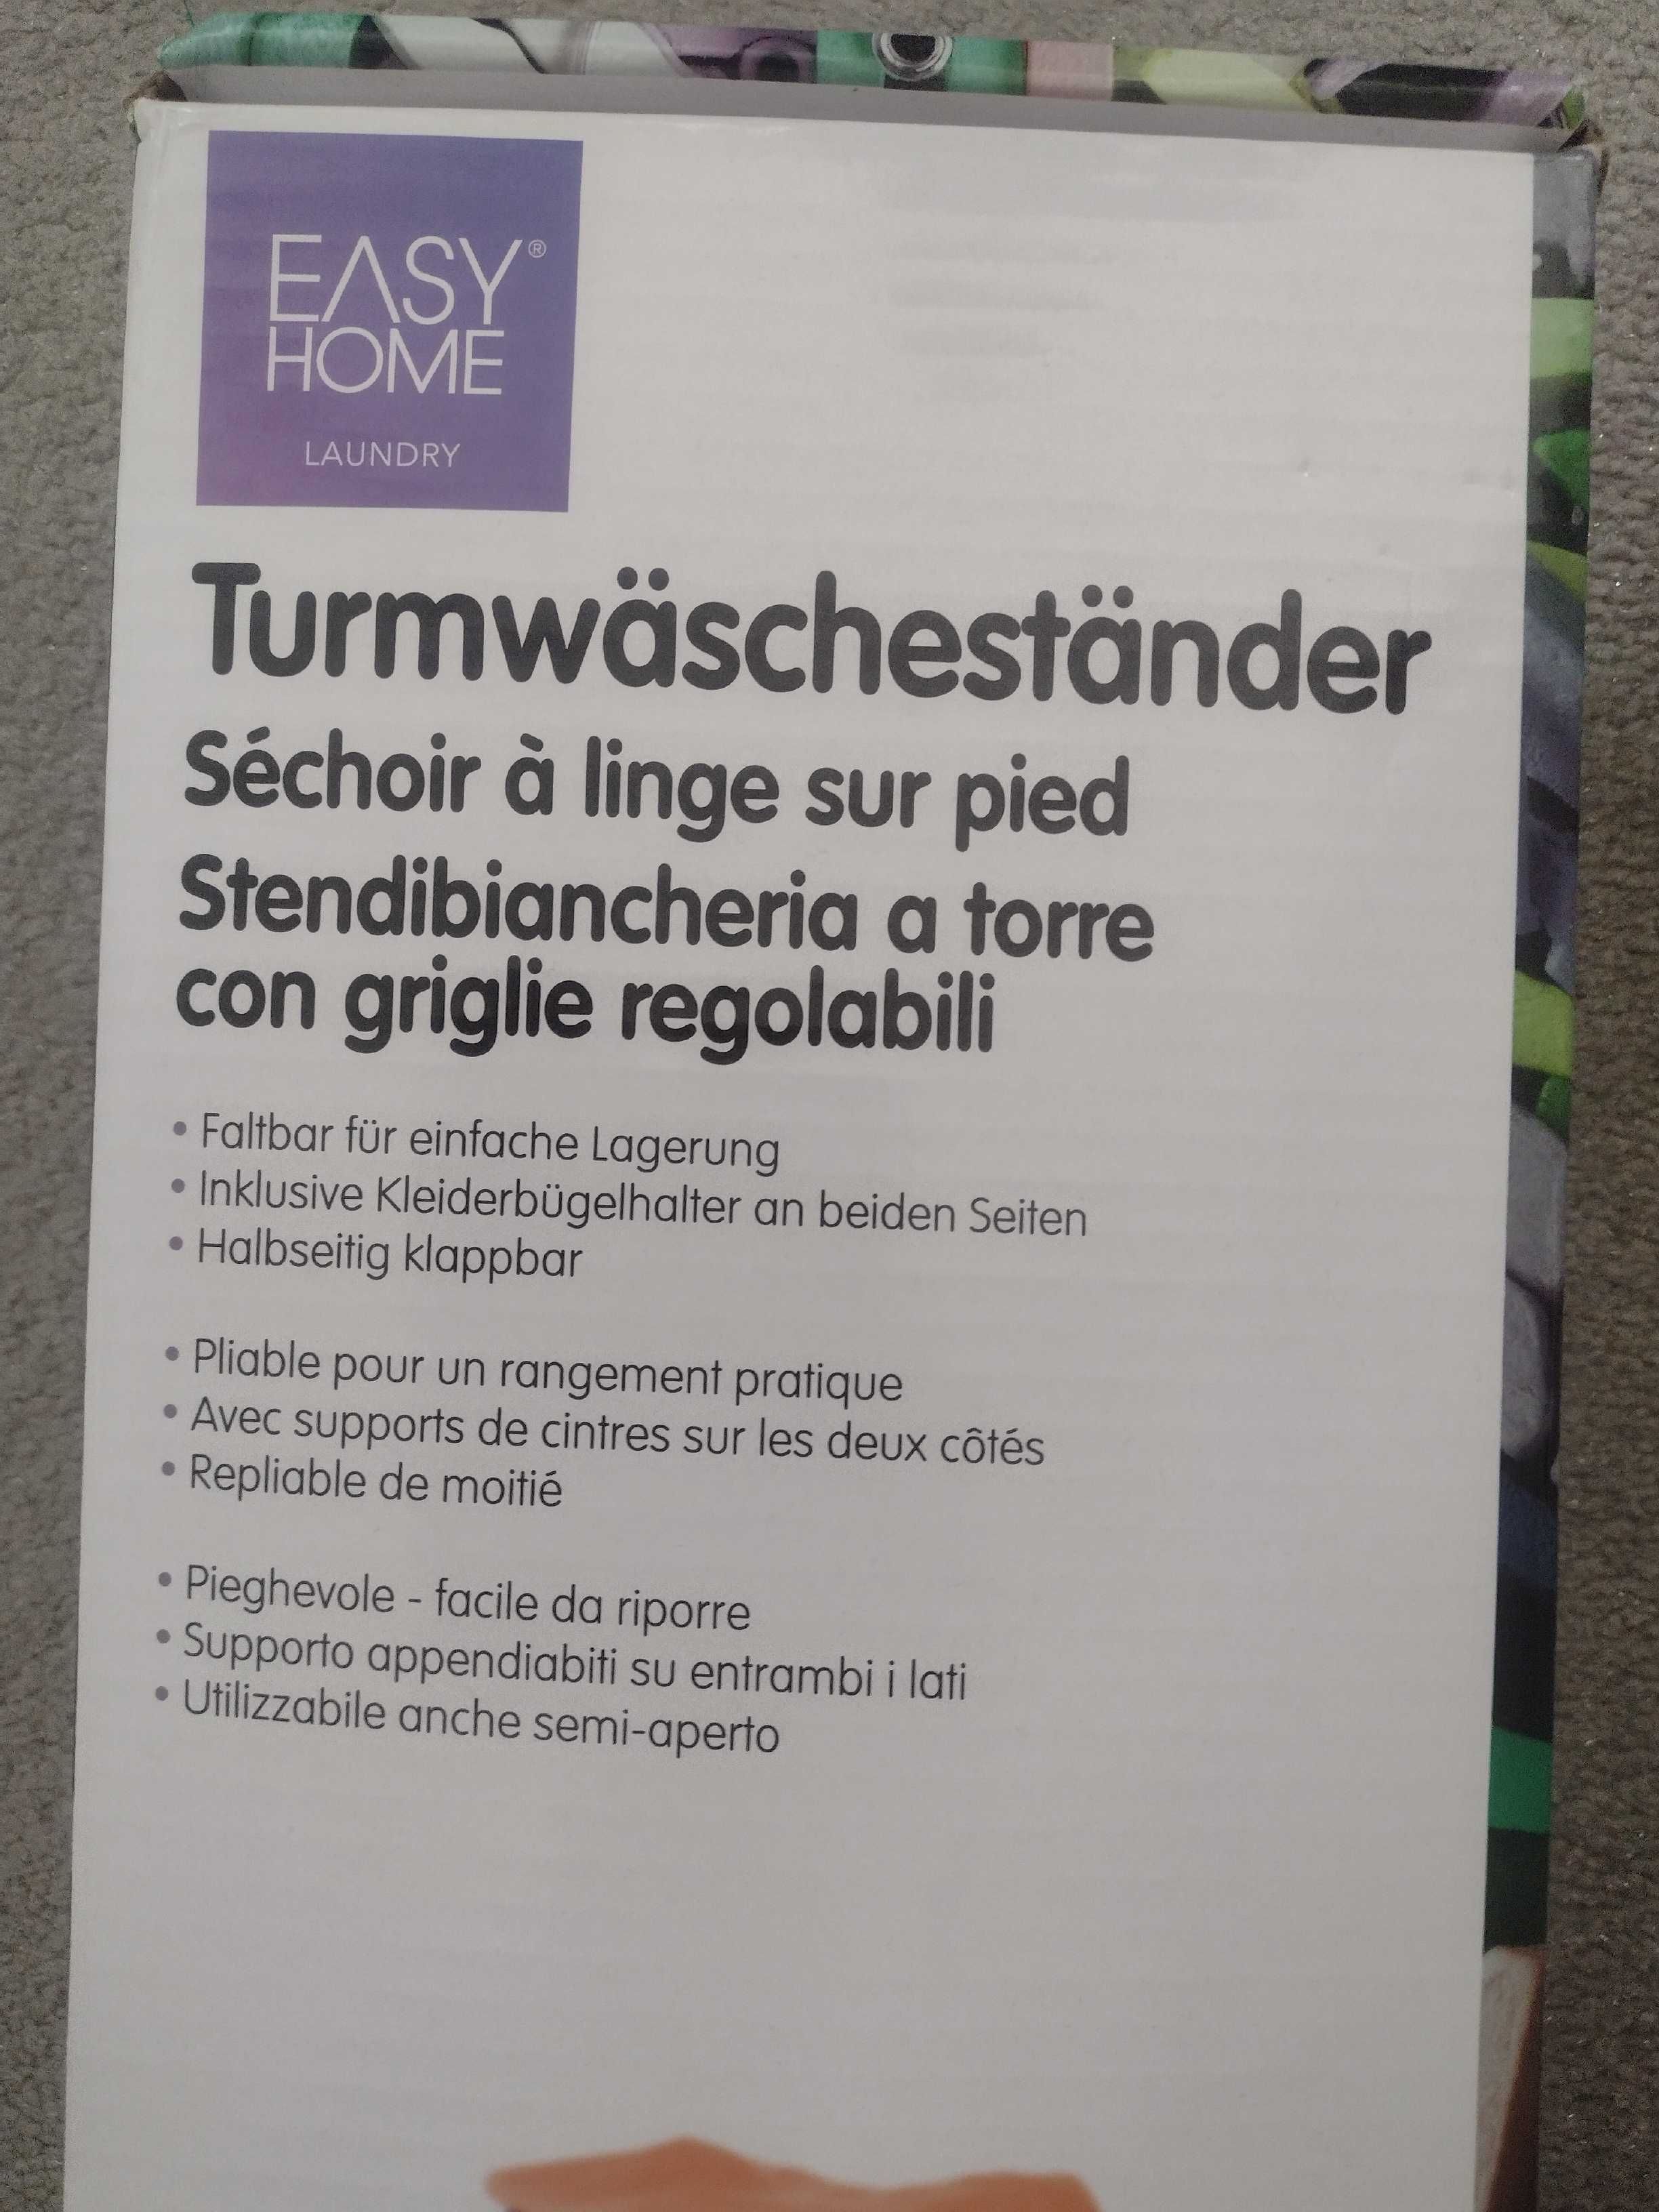 EASY®
HOME
LAUNDRY
Turmwäscheständer
Séchoir à linge sur pied
Stendibiancheria a torre
con griglie regolabili
• Faltbar für einfache Lagerung
• Inklusive Kleiderbügelhalter an beiden Seiten
• Halbseitig klappbar
• Pliable pour un rangement pratique
• Avec supports de cintres sur les deux côtés
• Repliable de moitié
• Pieghevole - facile da riporre
• Supporto appendiabiti su entrambi i lati
• Utilizzabile anche semi-aperto